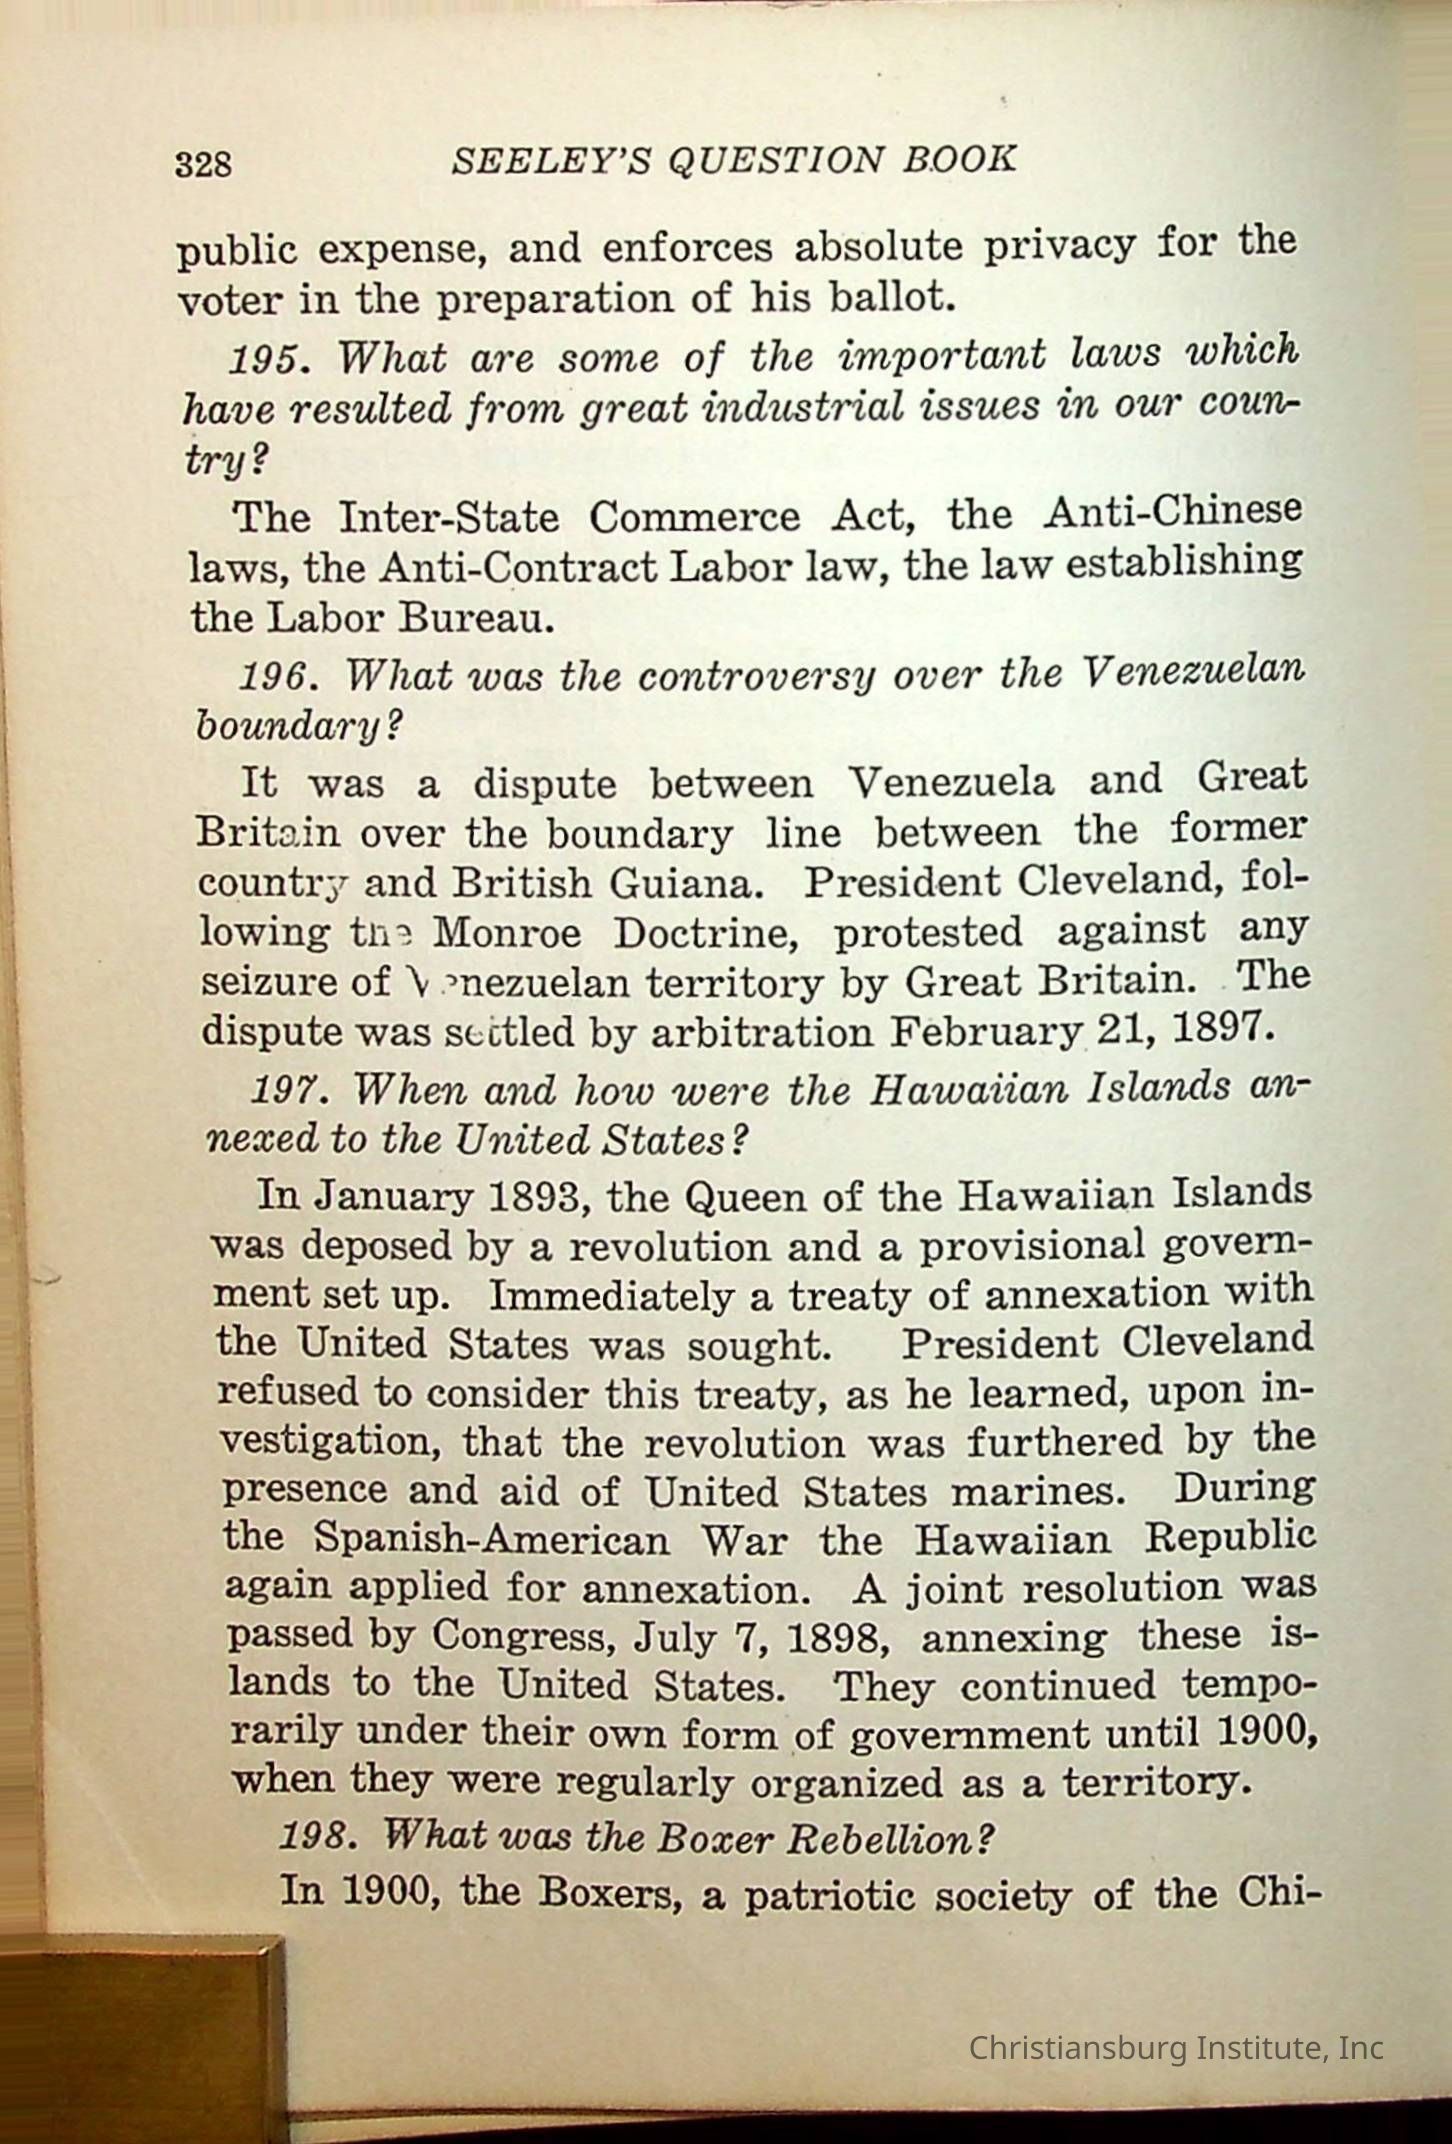 328 SEELEY'S QUESTION BOOK
public expense, and enforces absolute privacy for the
voter in the preparation of his ballot.
195. What are some of the important laws which
have resulted from great industrial issues in our coun-
try?
The Inter-State Commerce Act, the Anti-Chinese
laws, the Anti-Contract Labor law, the law establishing
the Labor Bureau.
196. What was the controversy over the Venezuelan
boundary?
It was a dispute between Venezuela and Great
Britain over the boundary line between the former
country and British Guiana. President Cleveland, fol-
lowing the Monroe Doctrine, protested against any
seizure of Venezuelan territory by Great Britain. The
dispute was settled by arbitration February 21, 1897.
197. When and how were the Hawaiian Islands an-
nexed to the United States?
In January 1893, the Queen of the Hawaiian Islands
was deposed by a revolution and a provisional govern-
ment set up. Immediately a treaty of annexation with
the United States was sought. President Cleveland
refused to consider this treaty, as he learned, upon in-
vestigation, that the revolution was furthered by the
presence and aid of United States marines. During
the Spanish-American War the Hawaiian Republic
again applied for annexation. A joint resolution was
passed by Congress, July 7, 1898, annexing these is-
lands to the United States. They continued tempo-
rarily under their own form of government until 1900,
when they were regularly organized as a territory.
198. What was the Boxer Rebellion?
In 1900, the Boxers, a patriotic society of the Chi-
Christiansburg Institute, Inc